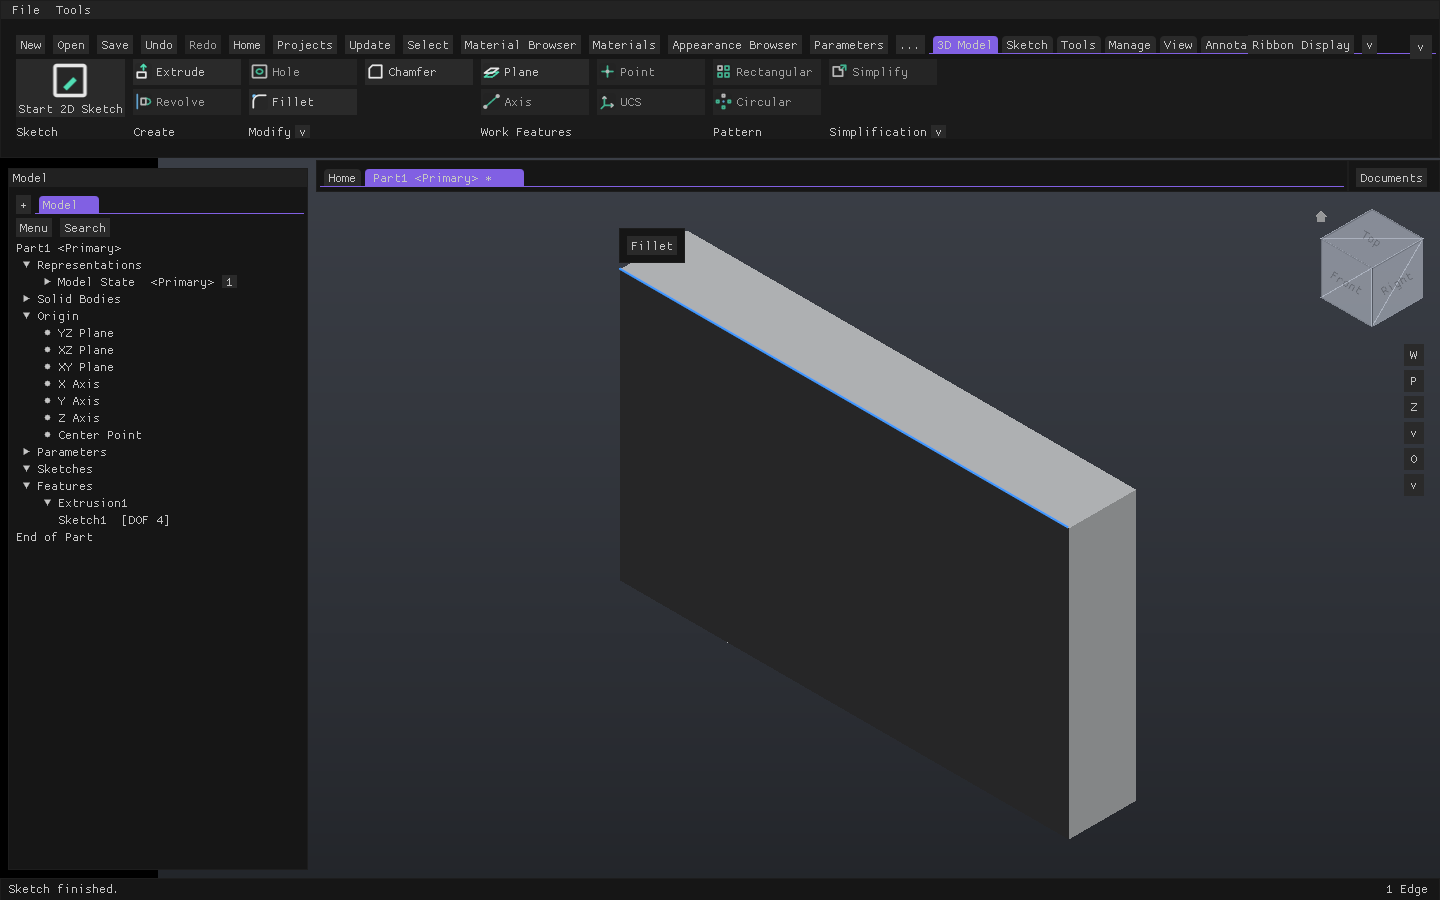 File Tools
New Open Save Undo Redo Home Projects Update Select Material Browser Materials Appearance Browser Parameters ... 3D Model Sketch Tools Manage View Annota Ribbon Display v v
Start 2D Sketch Extrude Hole Chamfer Plane Point Rectangular Simplify
Revolve Fillet Axis UCS Circular
Sketch Create Modify v Work Features Pattern Simplification v
Model
Home Part1 <Primary> * Documents
+ Model
Menu Search
Part1 <Primary>
Representations
Model State <Primary> 1
Solid Bodies
Origin
YZ Plane
XZ Plane
XY Plane
X Axis
Y Axis
Z Axis
Center Point
Parameters
Sketches
Features
Extrusion1
Sketch1 [DOF 4]
End of Part
Fillet
Top
Front Right
W
P
Z
v
O
v
Sketch finished. 1 Edge